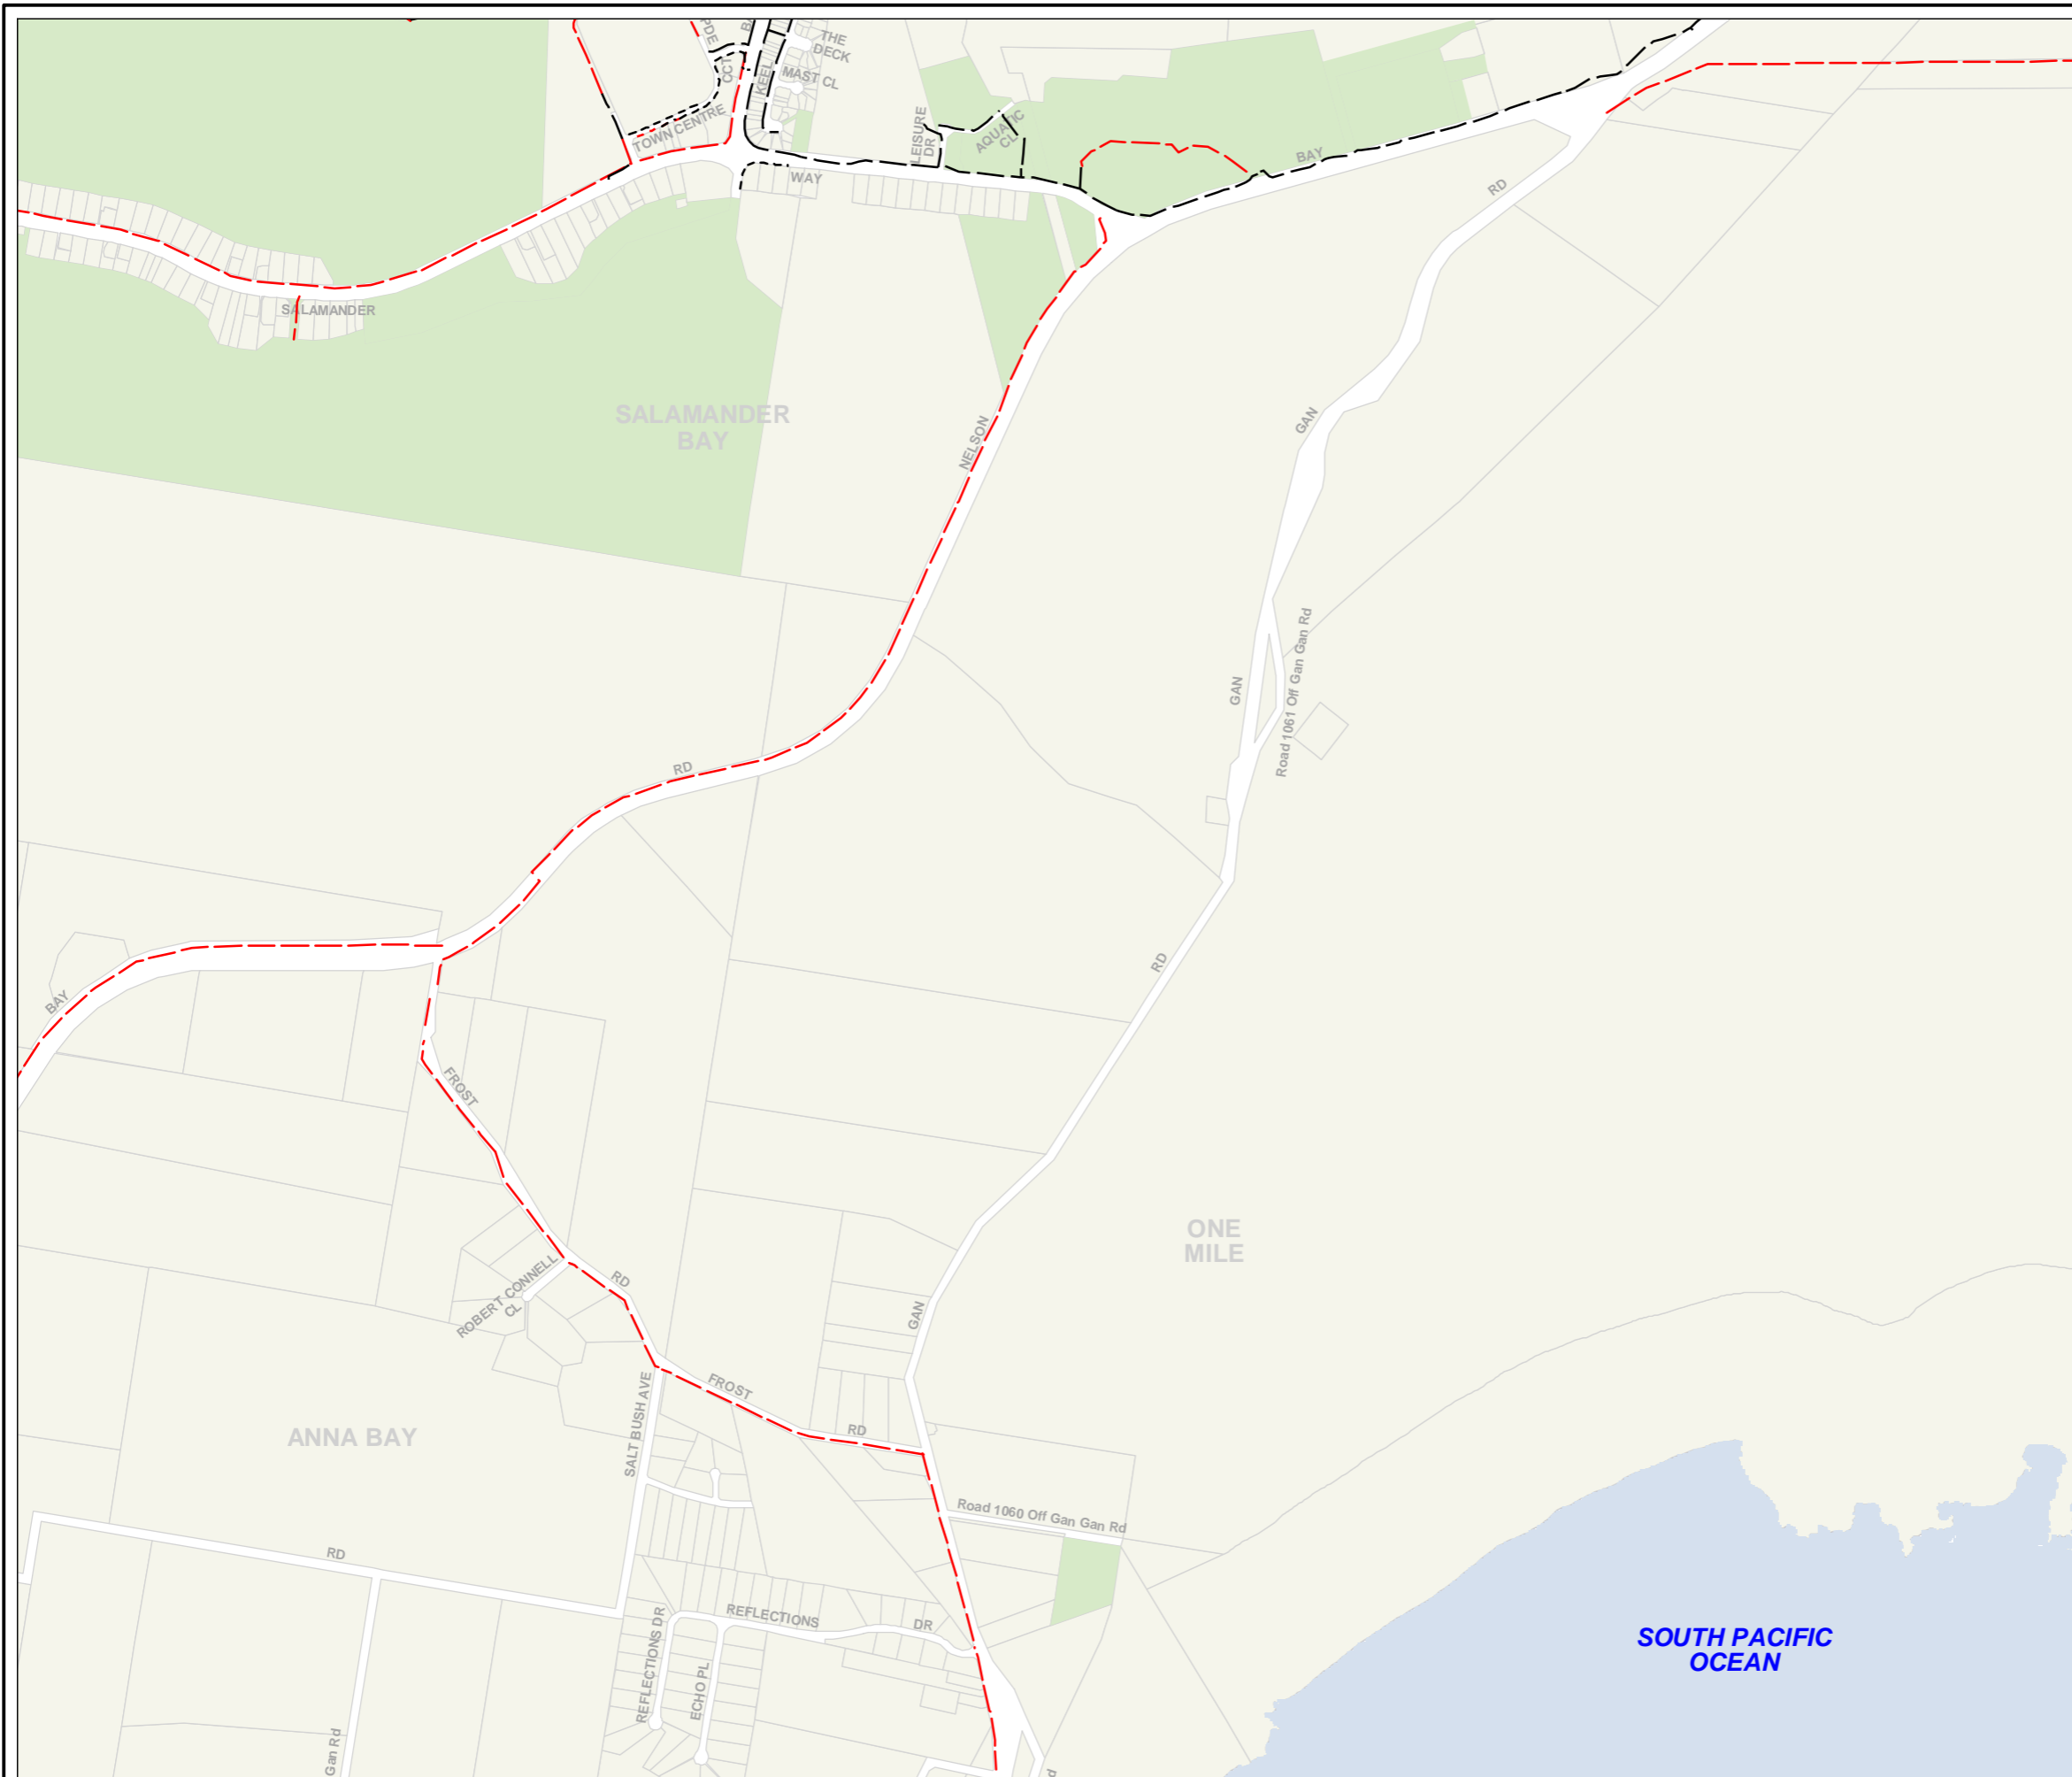 THE
DECK
KEEL
MAST CL
CCT
PDE
TOWN CENTRE
LEISURE
DR
AQUATIC
CL
BAY
WAY
RD
SALAMANDER
SALAMANDER
BAY
NELSON
GAN
GAN
Road 1061 Off Gan Gan Rd
RD
BAY
RD
FROST
ONE
MILE
ROBERT CONNELL
CL
RD
GAN
FROST
SALT BUSH AVE
RD
ANNA BAY
Road 1060 Off Gan Gan Rd
RD
REFLECTIONS
DR
REFLECTIONS DR
ECHO PL
SOUTH PACIFIC
OCEAN
Gan Rd